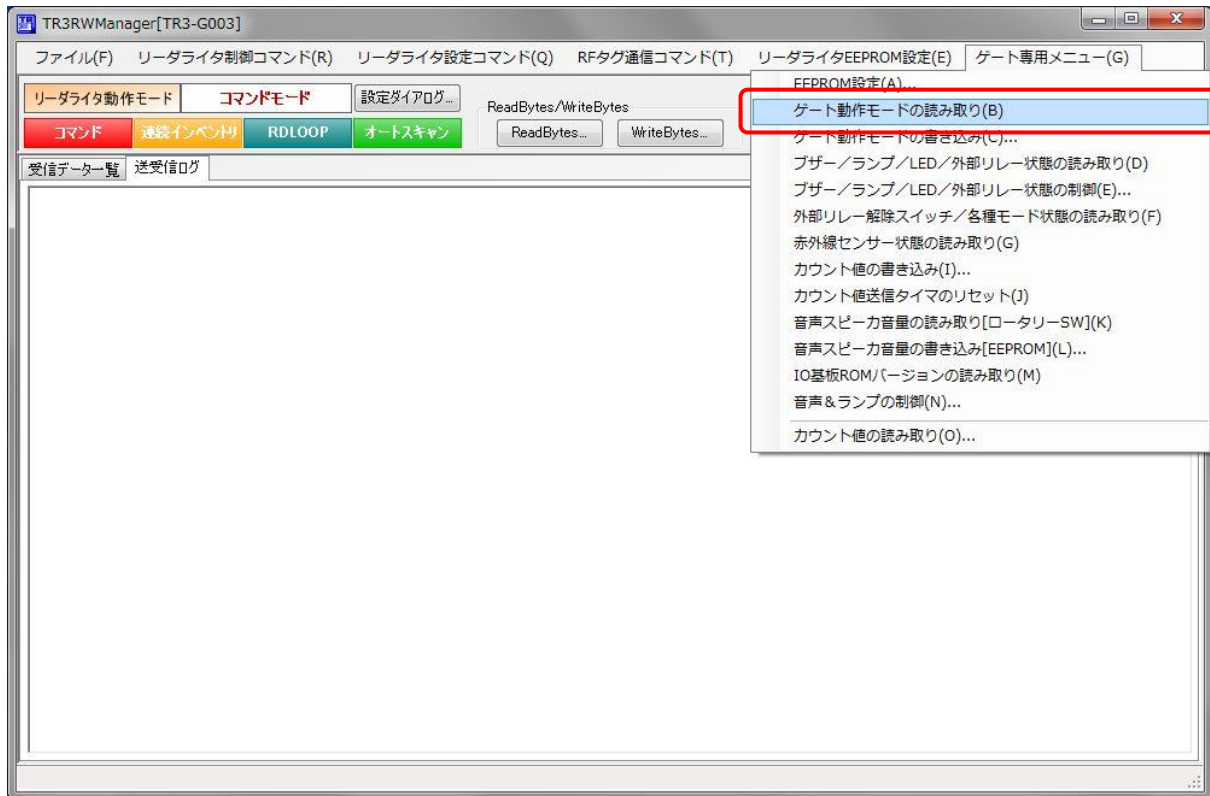 TR3RWManager[TR3-G003]
ファイル(F) リーダライタ制御コマンド(R) リーダライタ設定コマンド(Q) RFタグ通信コマンド(T) リーダライタEEPROM設定(E) ゲート専用メニュー(G)
リーダライタ動作モード コマンドモード 設定ダイアログ... ReadBytes/WriteBytes
コマンド 連続インベントリ RDLOOP オートスキャン ReadBytes... WriteBytes...
受信データ一覧 送受信ログ
EEPROM設定(A)...
ゲート動作モードの読み取り(B)
ゲート動作モードの書き込み(C)...
ブザー／ランプ／LED／外部リレー状態の読み取り(D)
ブザー／ランプ／LED／外部リレー状態の制御(E)...
外部リレー解除スイッチ／各種モード状態の読み取り(F)
赤外線センサー状態の読み取り(G)
カウント値の書き込み(I)...
カウント値送信タイマのリセット(J)
音声スピーカ音量の読み取り[ロータリーSW](K)
音声スピーカ音量の書き込み[EEPROM](L)...
IO基板ROMバージョンの読み取り(M)
音声＆ランプの制御(N)...
カウント値の読み取り(O)...